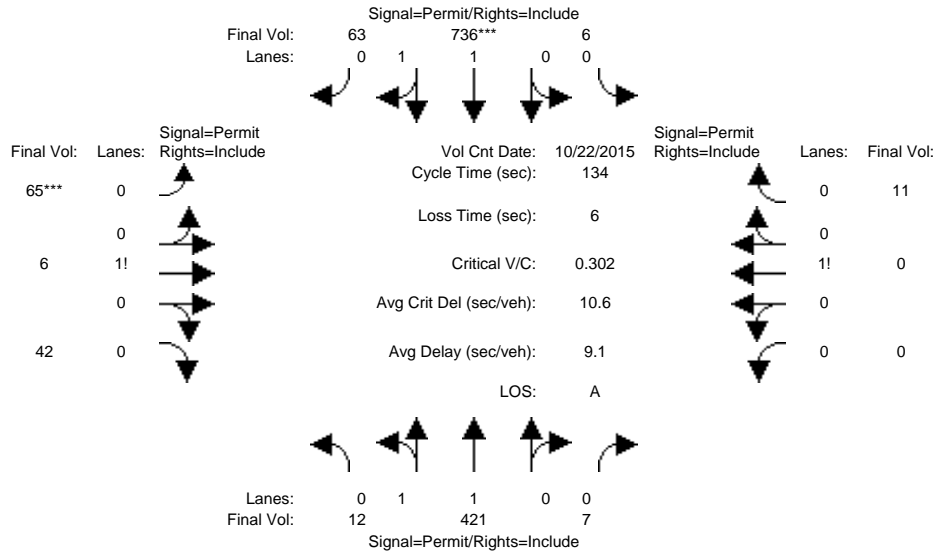 Signal=Permit/Rights=Include
Final Vol: 63 736*** 6
Lanes: 0 1 1 0 0
Signal=Permit
Final Vol: Lanes: Rights=Include
Vol Cnt Date: 10/22/2015
Signal=Permit
Rights=Include Lanes: Final Vol:
Cycle Time (sec): 134
65*** 0
0 11
Loss Time (sec): 6
0
0
6 1!
Critical V/C: 0.302
1! 0
0
Avg Crit Del (sec/veh): 10.6
0
42 0
Avg Delay (sec/veh): 9.1
0 0
LOS: A
Lanes: 0 1 1 0 0
Final Vol: 12 421 7
Signal=Permit/Rights=Include